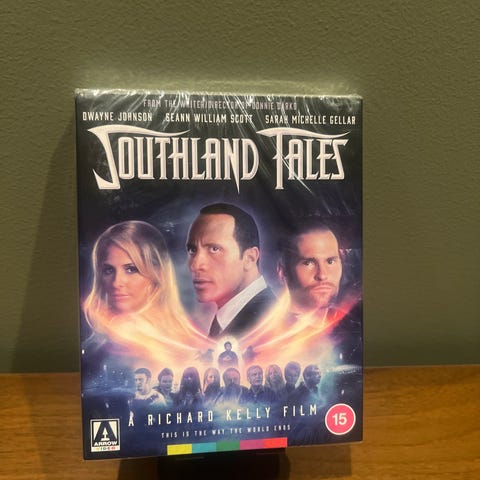 FROM THE WRITER/DIRECTOR OF DONNIE DARKO
DWAYNE JOHNSON SEANN WILLIAM SCOTT SARAH MICHELLE GELLAR
SOUTHLAND TALES
A RICHARD KELLY FILM
15
THIS IS THE WAY THE WORLD ENDS
ARROW
VIDEO